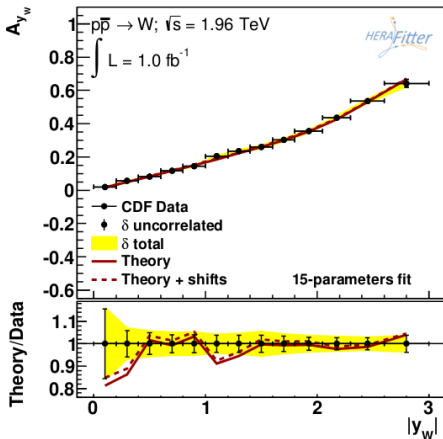 pp̅ → W; √s = 1.96 TeV
∫ L = 1.0 fb⁻¹
HERAFitter
A_{y_W}
1
0.8
0.6
0.4
0.2
0
-0.2
-0.4
-0.6
CDF Data
δ uncorrelated
δ total
Theory
Theory + shifts
15-parameters fit
Theory/Data
1.1
1
0.9
0.8
0
1
2
3
|y_W|